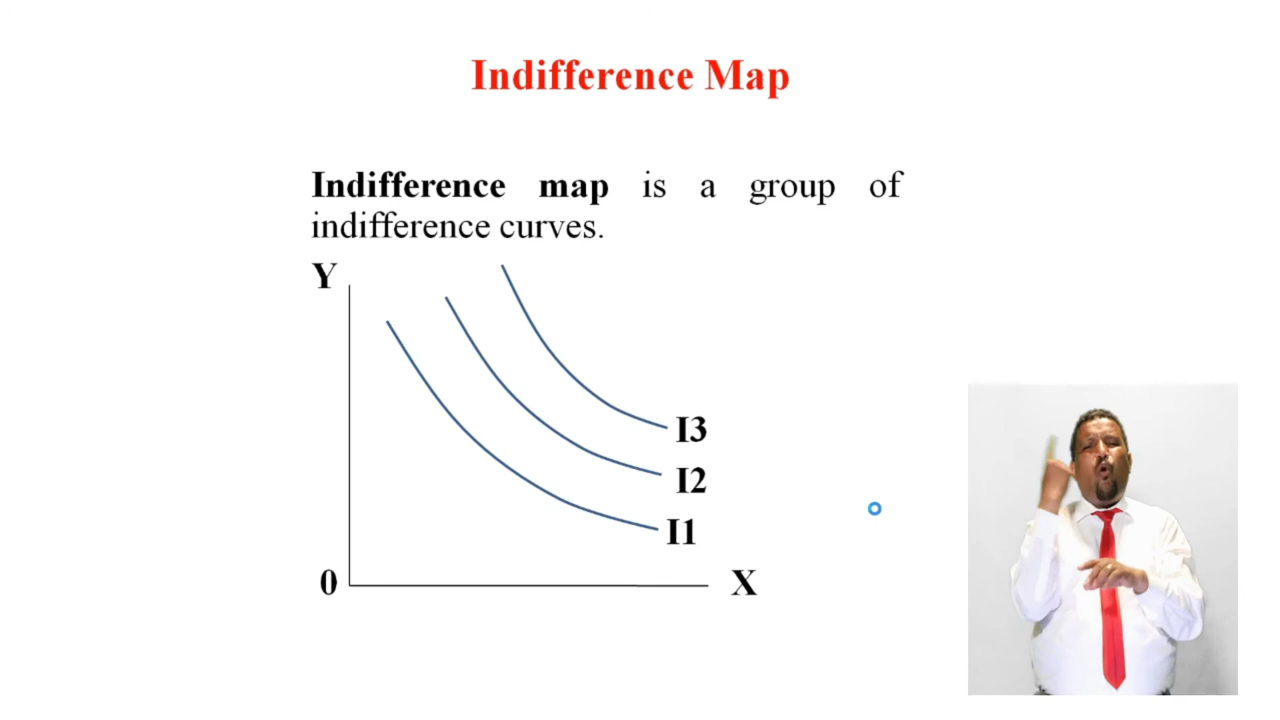 Indifference Map
Indifference map is a group of
indifference curves.
Y
I3
I2
I1
0
X